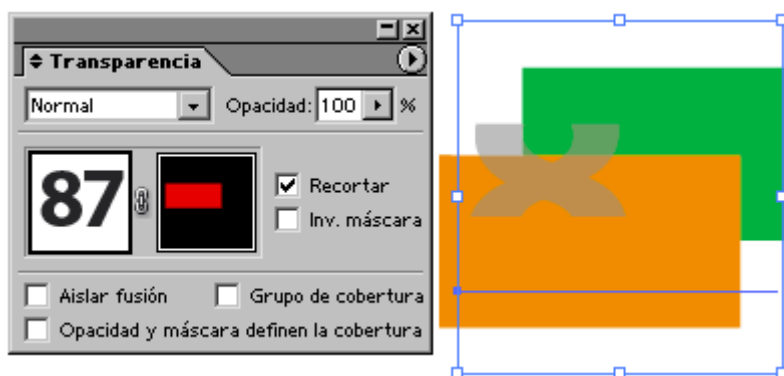 Transparencia
Normal Opacidad: 100 %
87
Recortar
Inv. máscara
Aislar fusión Grupo de cobertura
Opacidad y máscara definen la cobertura